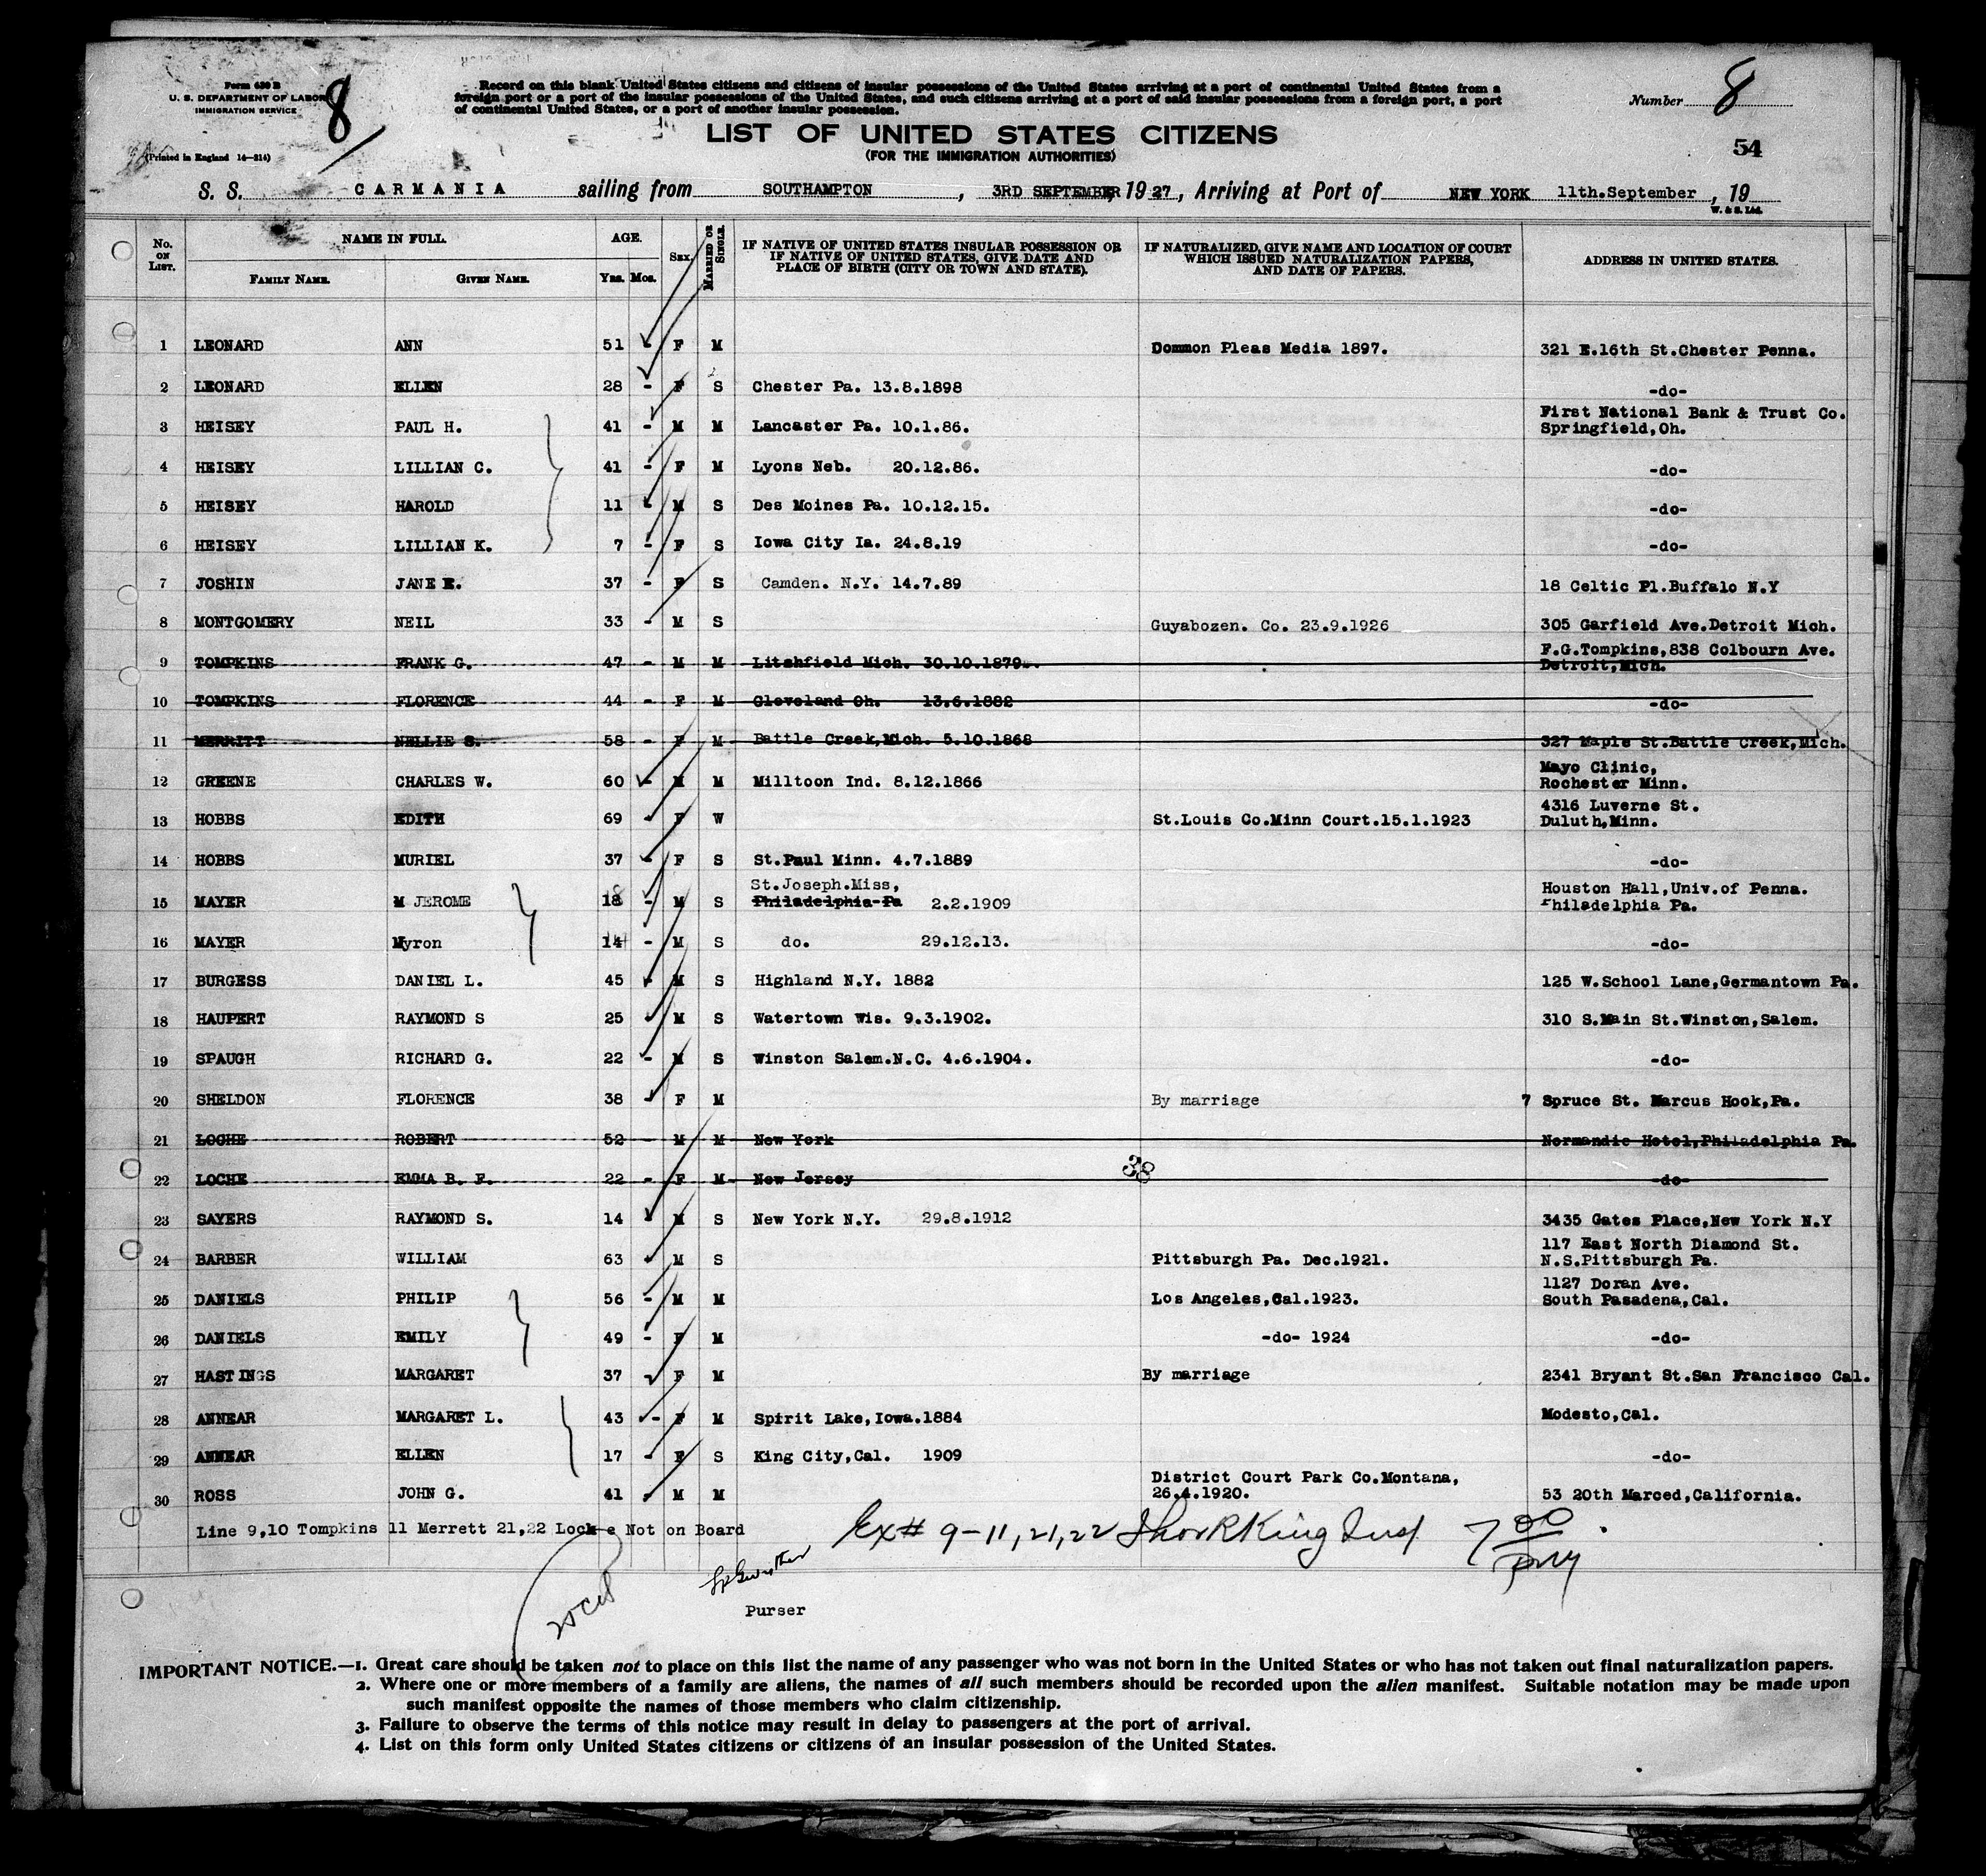 Form 630 B
U. S. DEPARTMENT OF LABOR
IMMIGRATION SERVICE
8
(Printed in England 14—214)
Record on this blank United States citizens and citizens of insular possessions of the United States arriving at a port of continental United States from a
foreign port or a port of the insular possessions of the United States, and such citizens arriving at a port of said insular possessions from a foreign port, a port
of continental United States, or a port of another insular possession.
Number 8
LIST OF UNITED STATES CITIZENS
(FOR THE IMMIGRATION AUTHORITIES)
54
S. S. CARMANIA sailing from SOUTHAMPTON , 3RD SEPTEMBER, 1927, Arriving at Port of NEW YORK 11th.September , 19
W. & S. Ltd.
No. ON LIST. NAME IN FULL. FAMILY NAME. GIVEN NAME. AGE. Yrs. Mos. SEX. MARRIED OR SINGLE. IF NATIVE OF UNITED STATES INSULAR POSSESSION OR IF NATIVE OF UNITED STATES, GIVE DATE AND PLACE OF BIRTH (CITY OR TOWN AND STATE). IF NATURALIZED, GIVE NAME AND LOCATION OF COURT WHICH ISSUED NATURALIZATION PAPERS, AND DATE OF PAPERS. ADDRESS IN UNITED STATES.
1 LEONARD ANN 51 - F M Dommon Pleas Media 1897. 321 E.16th St.Chester Penna.
2 LEONARD ELLEN 28 - F S Chester Pa. 13.8.1898 -do-
3 HEISEY PAUL H. 41 - M M Lancaster Pa. 10.1.86. First National Bank & Trust Co. Springfield,Oh.
4 HEISEY LILLIAN C. 41 - F M Lyons Neb. 20.12.86. -do-
5 HEISEY HAROLD 11 - M S Des Moines Pa. 10.12.15. -do-
6 HEISEY LILLIAN K. 7 - F S Iowa City Ia. 24.8.19 -do-
7 JOSHIN JANE E. 37 - F S Camden. N.Y. 14.7.89 18 Celtic Pl.Buffalo N.Y
8 MONTGOMERY NEIL 33 - M S Guyabozen. Co. 23.9.1926 305 Garfield Ave.Detroit Mich.
9 TOMPKINS FRANK G. 47 - M M Litshfield Mich. 30.10.1879. F.G.Tompkins,838 Colbourn Ave. Detroit,Mich.
10 TOMPKINS FLORENCE 44 - F M Cleveland Oh. 13.6.1882 -do-
11 MERRITT NELLIE S. 58 - F M Battle Creek,Mich. 5.10.1868 327 Maple St.Battle Creek,Mich.
12 GREENE CHARLES W. 60 - M M Milltoon Ind. 8.12.1866 Mayo Clinic, Rochester Minn.
13 HOBBS EDITH 69 - F W St.Louis Co.Minn Court.15.1.1923 4316 Luverne St. Duluth,Minn.
14 HOBBS MURIEL 37 - F S St.Paul Minn. 4.7.1889 -do-
15 MAYER M JEROME 18 - M S St.Joseph.Miss, Philadelphia-Pa 2.2.1909 Houston Hall,Univ.of Penna. Philadelphia Pa.
16 MAYER Myron 14 - M S do. 29.12.13. -do-
17 BURGESS DANIEL L. 45 - M S Highland N.Y. 1882 125 W.School Lane,Germantown Pa.
18 HAUPERT RAYMOND S 25 - M S Watertown Wis. 9.3.1902. 310 S.Main St.Winston,Salem.
19 SPAUGH RICHARD G. 22 - M S Winston Salem.N.C. 4.6.1904. -do-
20 SHELDON FLORENCE 38 - F M By marriage 7 Spruce St. Marcus Hook,Pa.
21 LOCHE ROBERT 52 - M M New York Normandie Hotel,Philadelphia Pa.
22 LOCHE EMMA B. F. 22 - F M New Jersey 38 -do-
23 SAYERS RAYMOND S. 14 - M S New York N.Y. 29.8.1912 3435 Gates Place,New York N.Y
24 BARBER WILLIAM 63 - M S Pittsburgh Pa. Dec.1921. 117 East North Diamond St. N.S.Pittsburgh Pa.
25 DANIELS PHILIP 56 - M M Los Angeles,Cal.1923. 1127 Doran Ave. South Pasadena,Cal.
26 DANIELS EMILY 49 - F M -do- 1924 -do-
27 HASTINGS MARGARET 37 - F M By marriage 2341 Bryant St.San Francisco Cal.
28 ANNEAR MARGARET L. 43 - F M Spirit Lake,Iowa.1884 Modesto,Cal.
29 ANNEAR ELLEN 17 - F S King City,Cal. 1909 -do-
30 ROSS JOHN G. 41 - M M District Court Park Co.Montana, 26.4.1920. 53 20th Marced,California.
Line 9,10 Tompkins 11 Merrett 21,22 Loche Not on Board
Ex# 9-11,21,22 King Insp 7 00
Purser
IMPORTANT NOTICE.—1. Great care should be taken not to place on this list the name of any passenger who was not born in the United States or who has not taken out final naturalization papers.
2. Where one or more members of a family are aliens, the names of all such members should be recorded upon the alien manifest. Suitable notation may be made upon
such manifest opposite the names of those members who claim citizenship.
3. Failure to observe the terms of this notice may result in delay to passengers at the port of arrival.
4. List on this form only United States citizens or citizens of an insular possession of the United States.